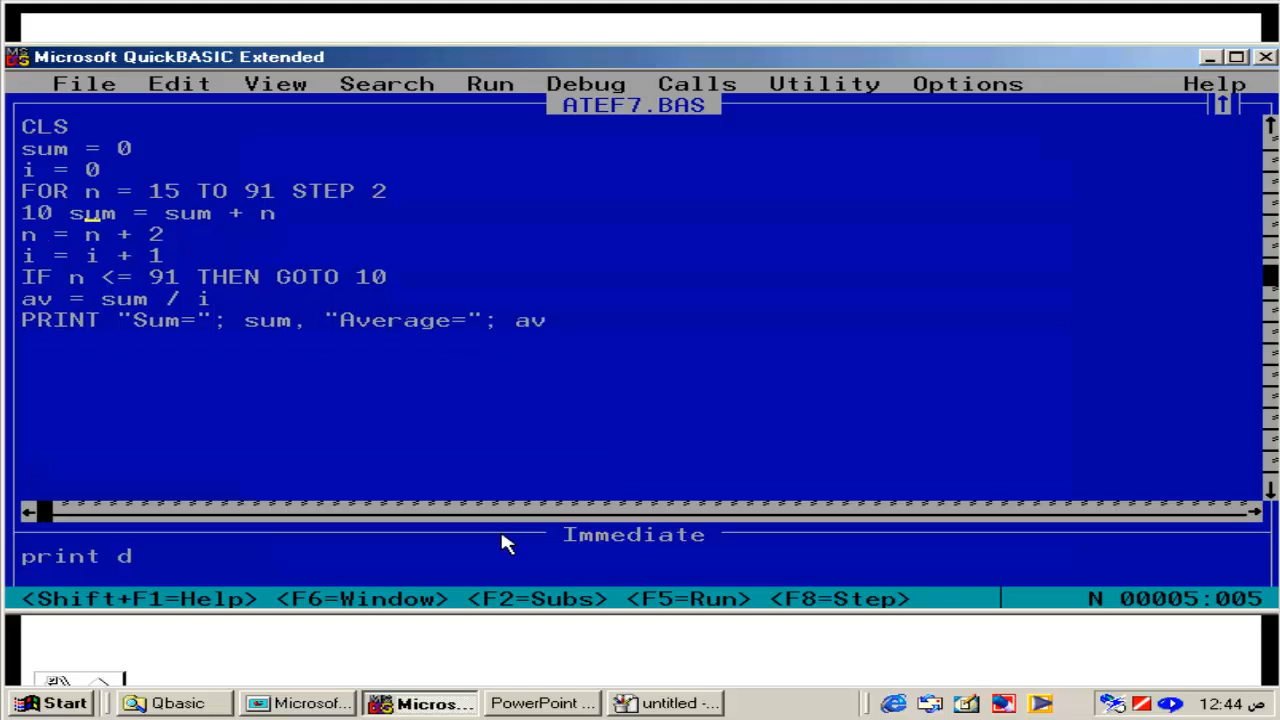 Microsoft QuickBASIC Extended
File Edit View Search Run Debug Calls Utility Options Help
ATEF7.BAS
CLS
sum = 0
i = 0
FOR n = 15 TO 91 STEP 2
10 sum = sum + n
n = n + 2
i = i + 1
IF n <= 91 THEN GOTO 10
av = sum / i
PRINT "Sum="; sum, "Average="; av
Immediate
print d
<Shift+F1=Help> <F6=Window> <F2=Subs> <F5=Run> <F8=Step> N 00005:005
Start Qbasic Microsof... Micros... PowerPoint ... untitled -... 12:44 ص